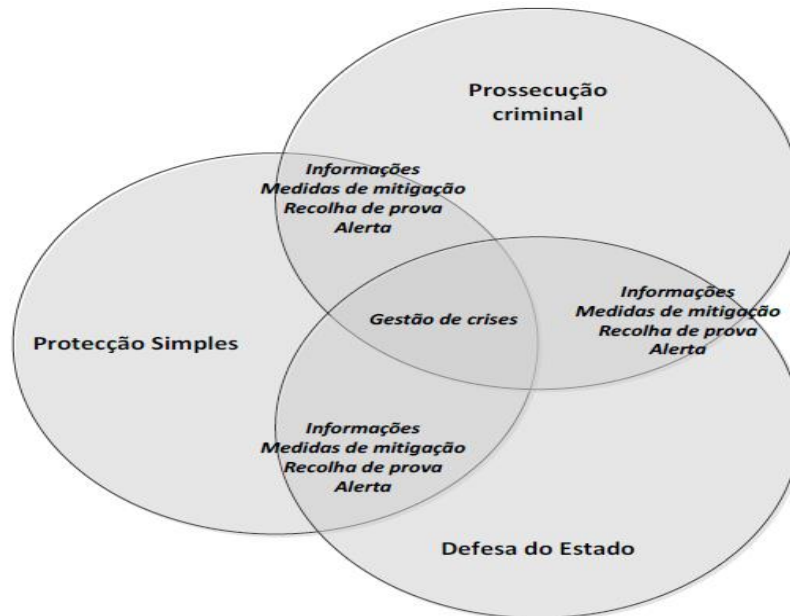 Prossecução
criminal
Informações
Medidas de mitigação
Recolha de prova
Alerta
Informações
Medidas de mitigação
Recolha de prova
Alerta
Gestão de crises
Protecção Simples
Informações
Medidas de mitigação
Recolha de prova
Alerta
Defesa do Estado